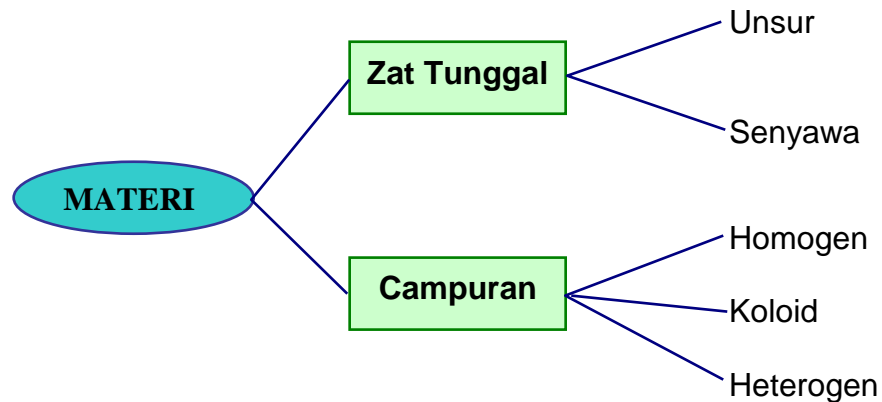 Unsur
Zat Tunggal
Senyawa
MATERI
Homogen
Campuran
Koloid
Heterogen